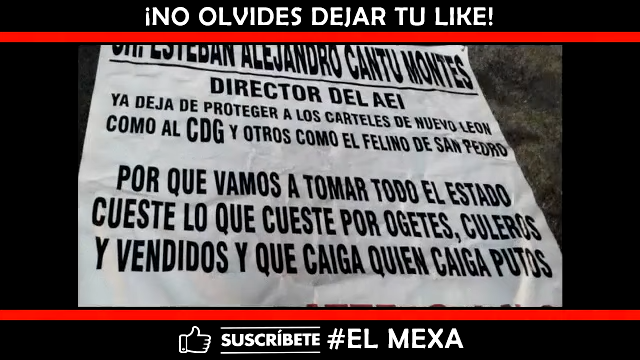 ¡NO OLVIDES DEJAR TU LIKE!
ESTEBAN ALEJANDRO CANTU MONTES
DIRECTOR DEL AEI
YA DEJA DE PROTEGER A LOS CARTELES DE NUEVO LEON
COMO AL CDG Y OTROS COMO EL FELINO DE SAN PEDRO
POR QUE VAMOS A TOMAR TODO EL ESTADO
CUESTE LO QUE CUESTE POR OGETES, CULEROS
Y VENDIDOS Y QUE CAIGA QUIEN CAIGA PUTOS
SUSCRÍBETE #EL MEXA